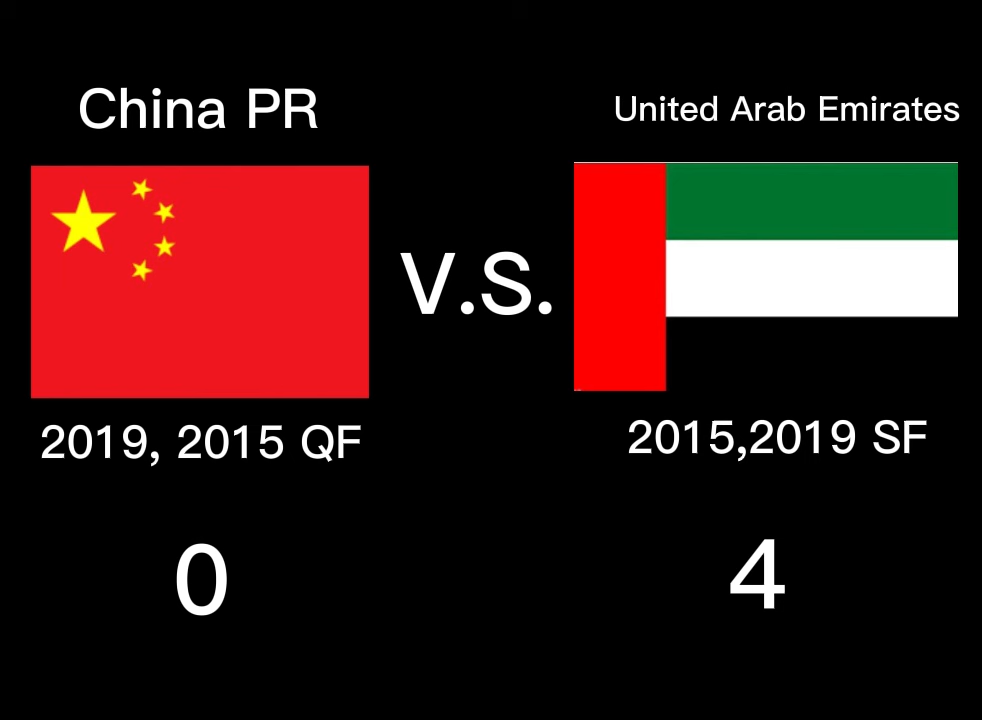 China PR
United Arab Emirates
V.S.
2019, 2015 QF
2015,2019 SF
0
4